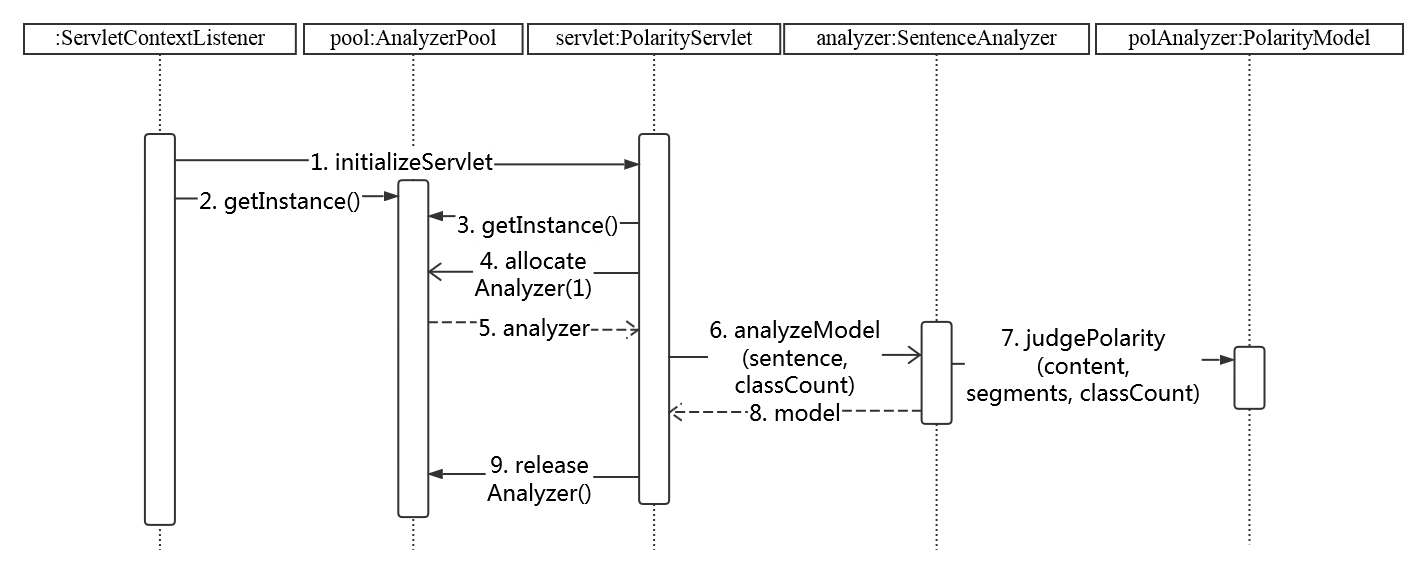 :ServletContextListener
pool:AnalyzerPool
servlet:PolarityServlet
analyzer:SentenceAnalyzer
polAnalyzer:PolarityModel
1. initializeServlet
2. getInstance()
3. getInstance()
4. allocate
Analyzer(1)
5. analyzer
6. analyzeModel
(sentence,
classCount)
7. judgePolarity
(content,
segments, classCount)
8. model
9. release
Analyzer()